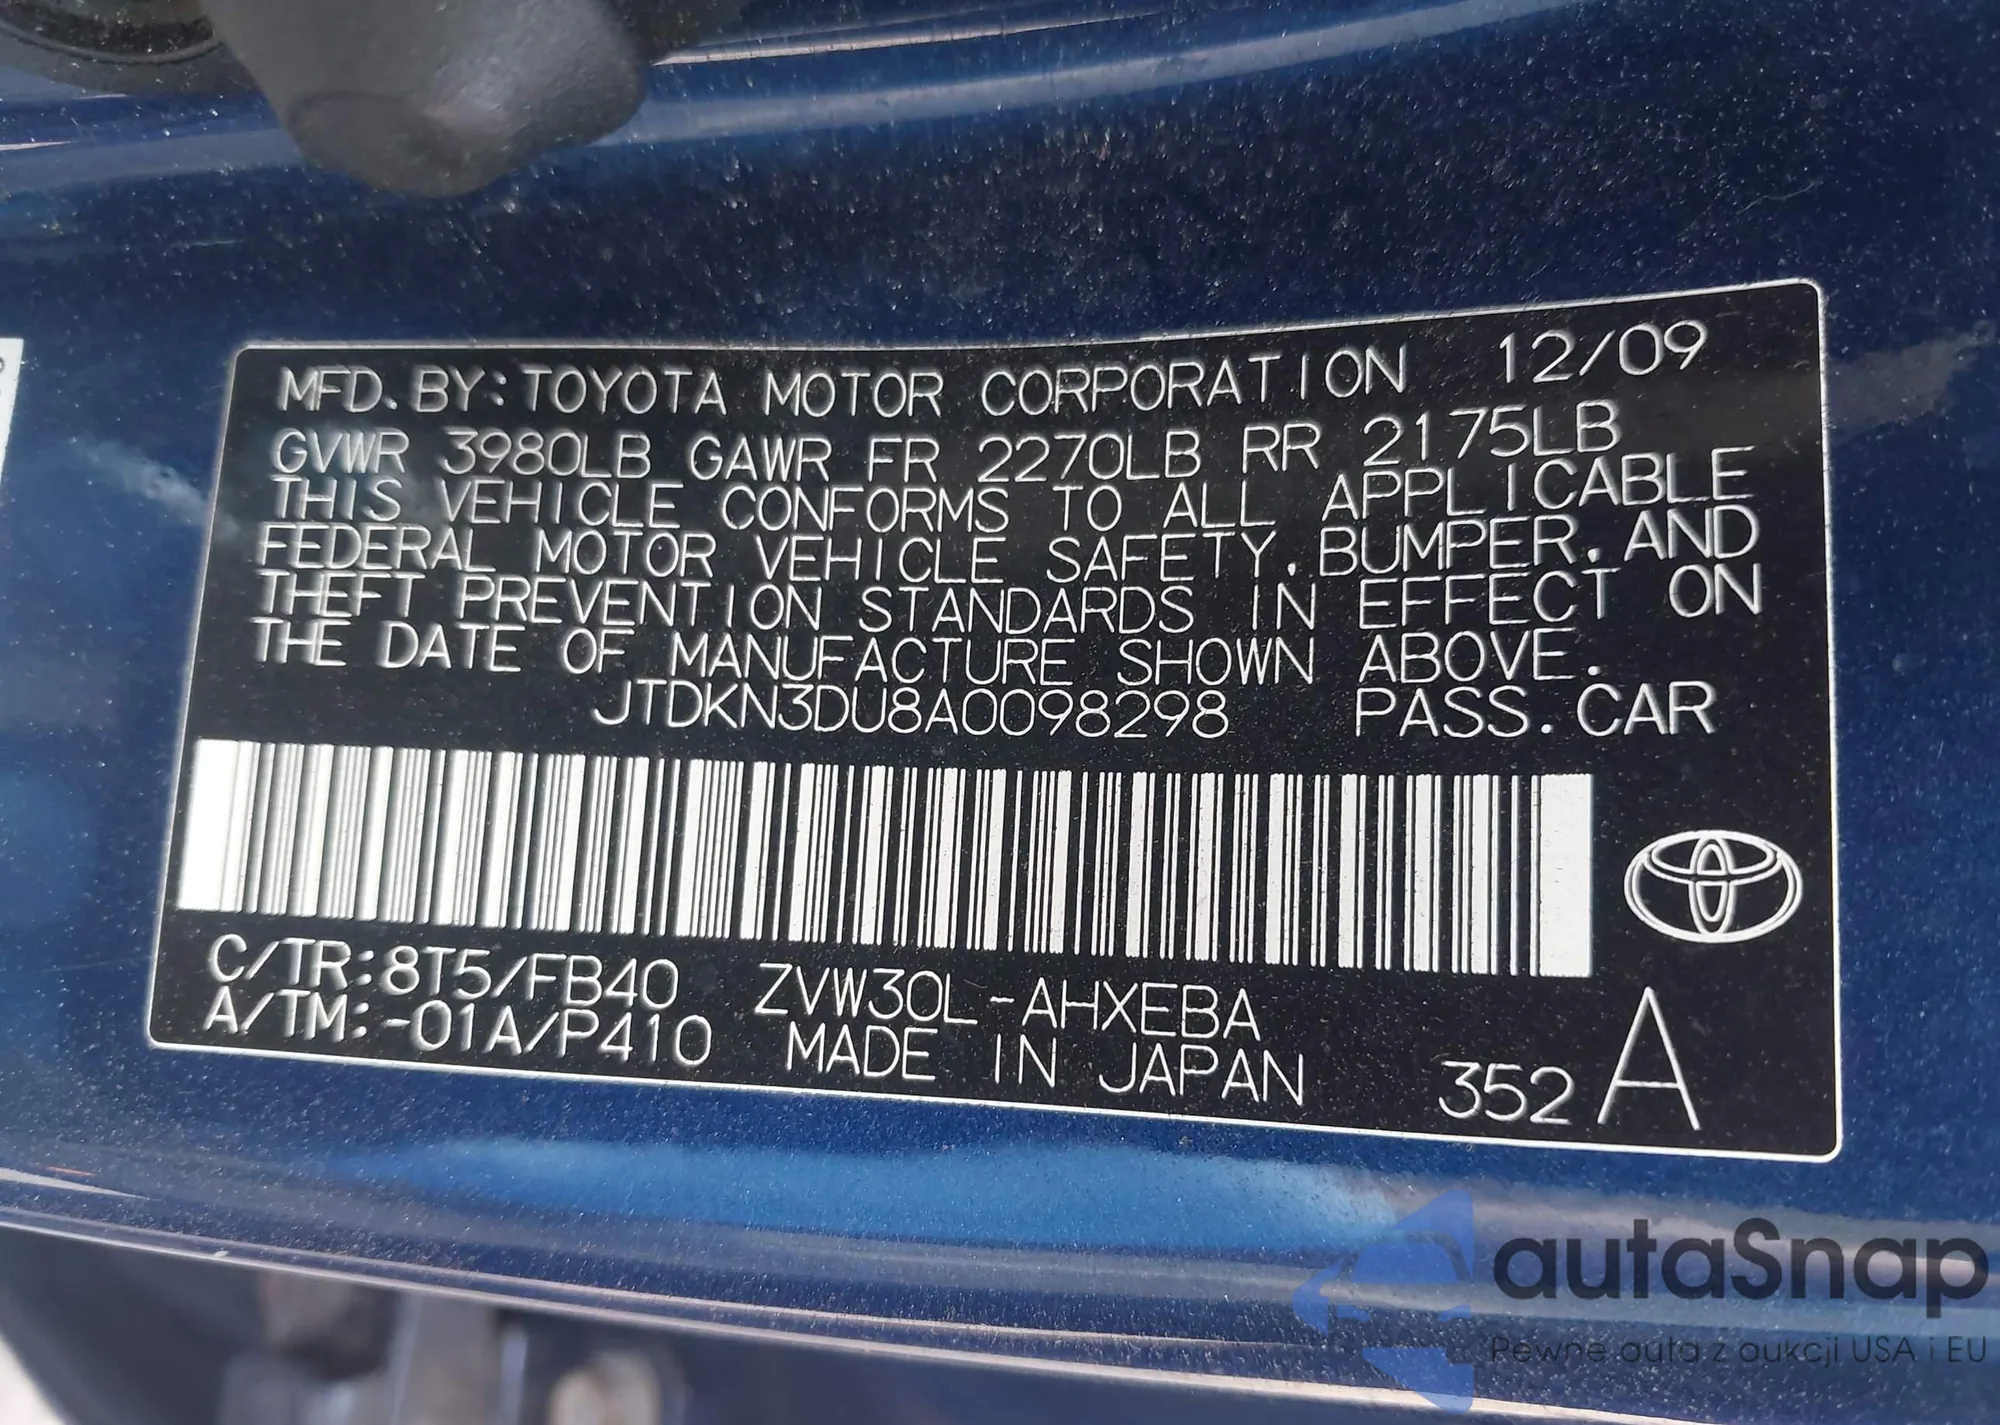 MFD. BY: TOYOTA MOTOR CORPORATION 12/09
GVWR 3980LB GAWR FR 2270LB RR 2175LB
THIS VEHICLE CONFORMS TO ALL APPLICABLE
FEDERAL MOTOR VEHICLE SAFETY, BUMPER, AND
THEFT PREVENTION STANDARDS IN EFFECT ON
THE DATE OF MANUFACTURE SHOWN ABOVE.
JTDKN3DU8A0098298 PASS. CAR
C/TR: 8T5/FB40 ZVW30L-AHXEBA
A/TM: -01A/P410 MADE IN JAPAN 352 A
autaSnap
Pewne auta z aukcji USA i EU